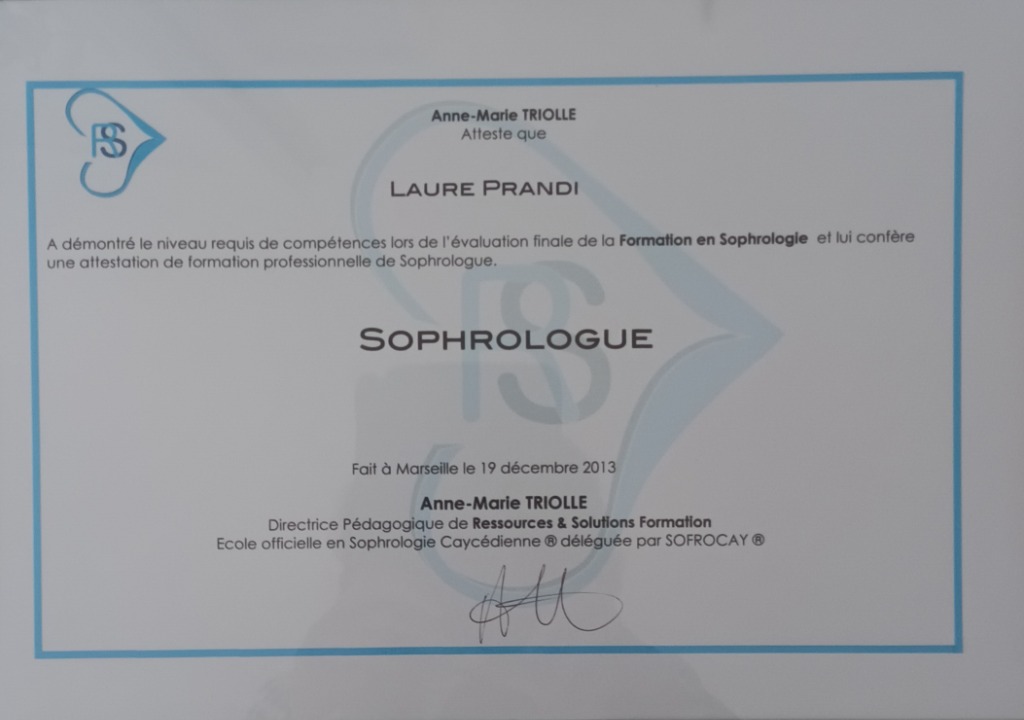 RS
Anne-Marie TRIOLLE
Atteste que
LAURE PRANDI
A démontré le niveau requis de compétences lors de l'évaluation finale de la Formation en Sophrologie et lui confère
une attestation de formation professionnelle de Sophrologue.
SOPHROLOGUE
Fait à Marseille le 19 décembre 2013
Anne-Marie TRIOLLE
Directrice Pédagogique de Ressources & Solutions Formation
Ecole officielle en Sophrologie Caycédienne ® déléguée par SOFROCAY ®